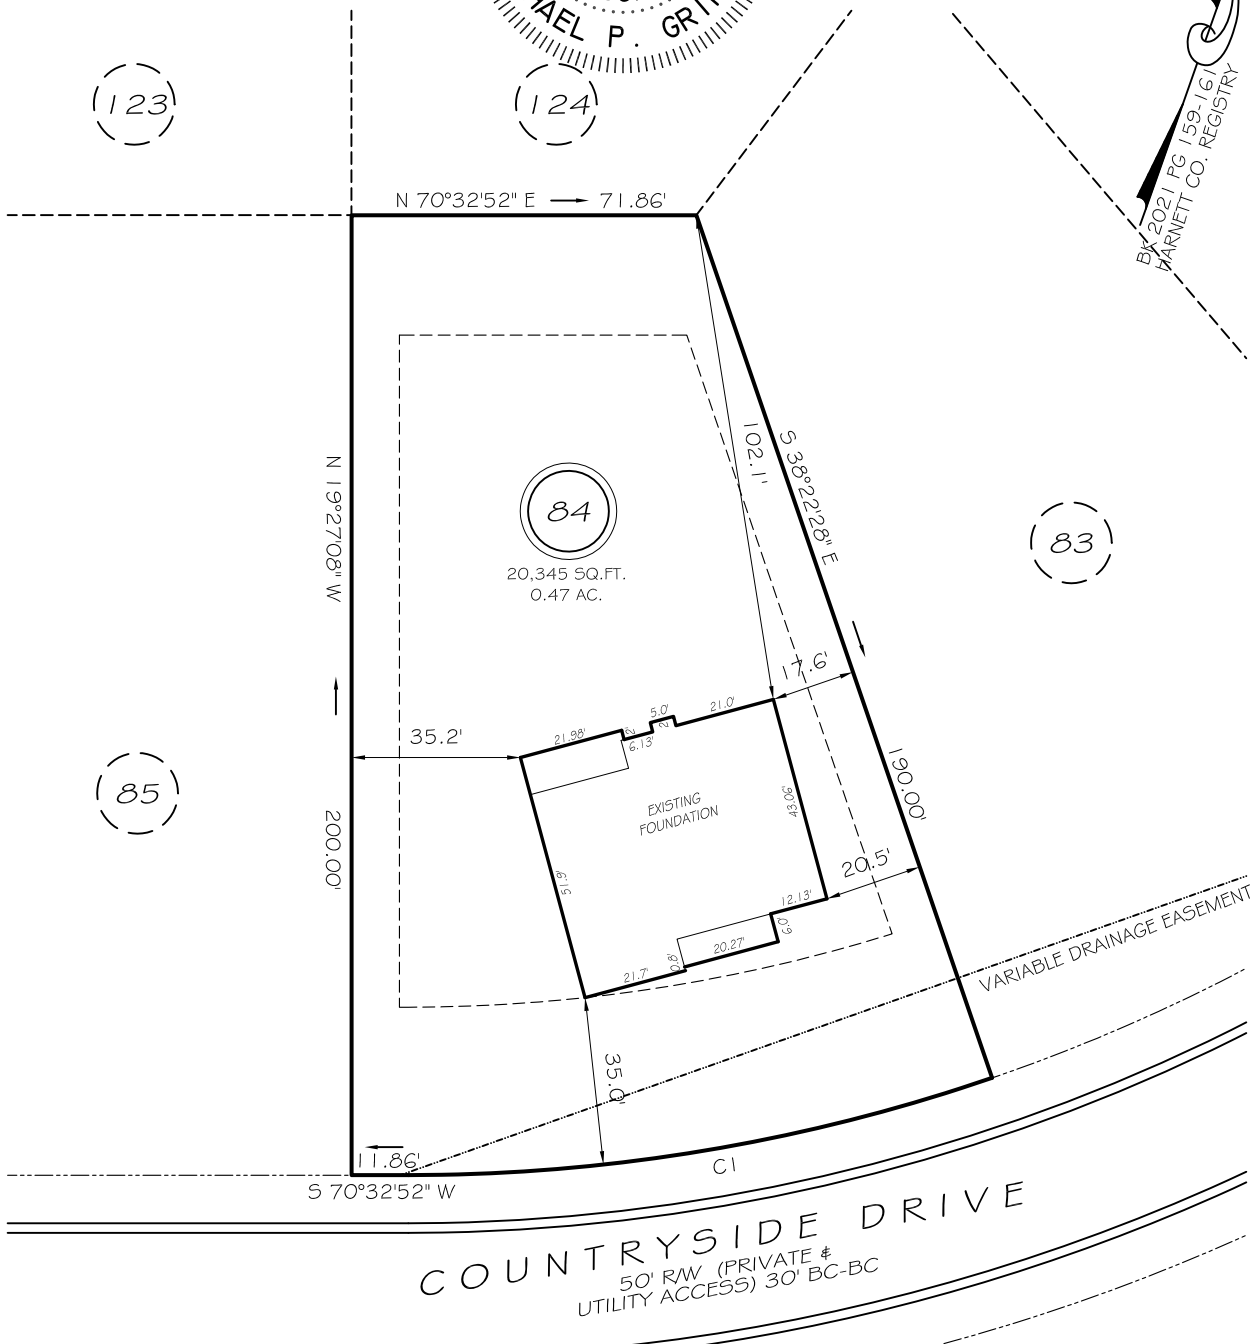 P. GRI
123
124
BK 2021 PG 159-161
HARNETT CO. REGISTRY
N 70°32'52" E 71.86'
N 19°27'08" W
200.00'
102.1'
S 38°22'28" E
190.00'
84
20,345 SQ.FT.
0.47 AC.
83
85
35.2'
17.6'
21.98'
2'
6.13'
5.0'
2'
21.0'
EXISTING
FOUNDATION
43.06'
51.9'
20.5'
12.13'
6.0'
20.27'
0.8'
21.7'
VARIABLE DRAINAGE EASEMENT
35.0'
11.86'
S 70°32'52" W
C1
COUNTRYSIDE DRIVE
50' R/W (PRIVATE &
UTILITY ACCESS) 30' BC-BC